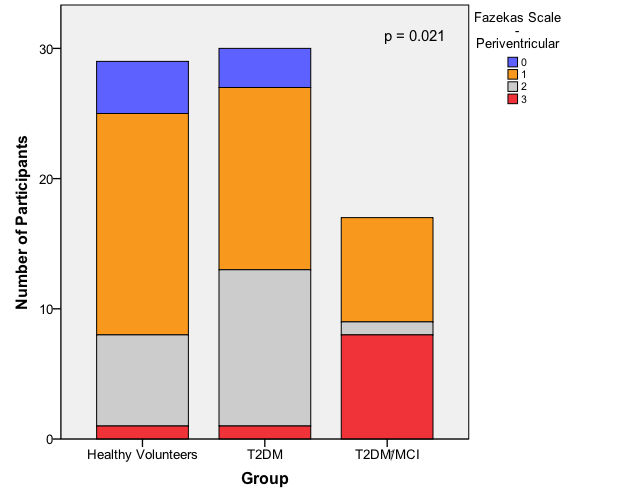 Fazekas Scale
-
Periventricular
0
1
2
3
p = 0.021
30
20
10
0
Number of Participants
Healthy Volunteers
T2DM
T2DM/MCI
Group